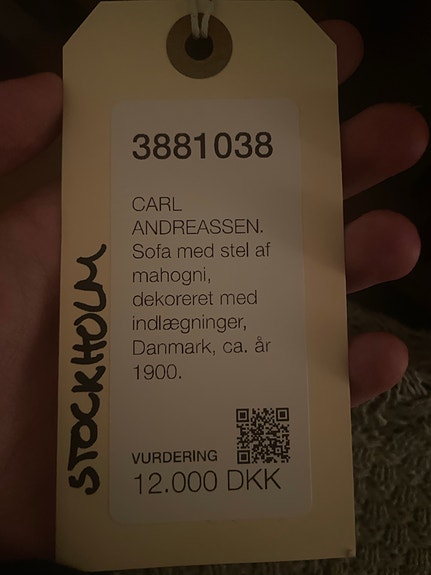 3881038
CARL
ANDREASSEN.
Sofa med stel af
mahogni,
dekoreret med
indlægninger,
Danmark, ca. år
1900.
VURDERING
12.000 DKK
STOCKHOLM